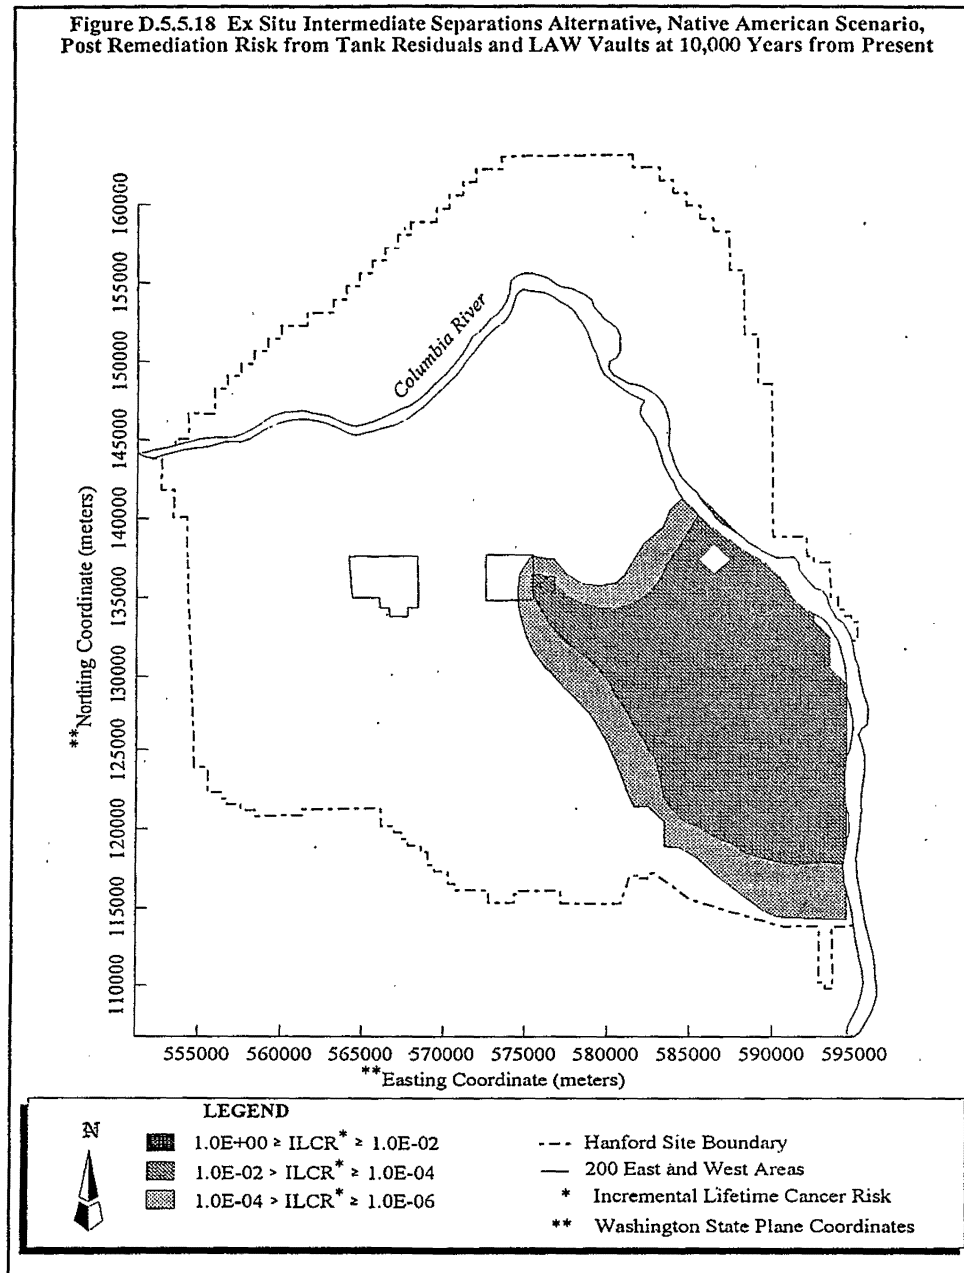 Figure D.5.5.18 Ex Situ Intermediate Separations Alternative, Native American Scenario,
Post Remediation Risk from Tank Residuals and LAW Vaults at 10,000 Years from Present
160000
155000
150000
145000
140000
135000
130000
125000
120000
115000
110000
**Northing Coordinate (meters)
Columbia River
555000 560000 565000 570000 575000 580000 585000 590000 595000
**Easting Coordinate (meters)
LEGEND
N
1.0E+00 ≥ ILCR* ≥ 1.0E-02
1.0E-02 > ILCR* ≥ 1.0E-04
1.0E-04 > ILCR* ≥ 1.0E-06
Hanford Site Boundary
200 East and West Areas
* Incremental Lifetime Cancer Risk
** Washington State Plane Coordinates